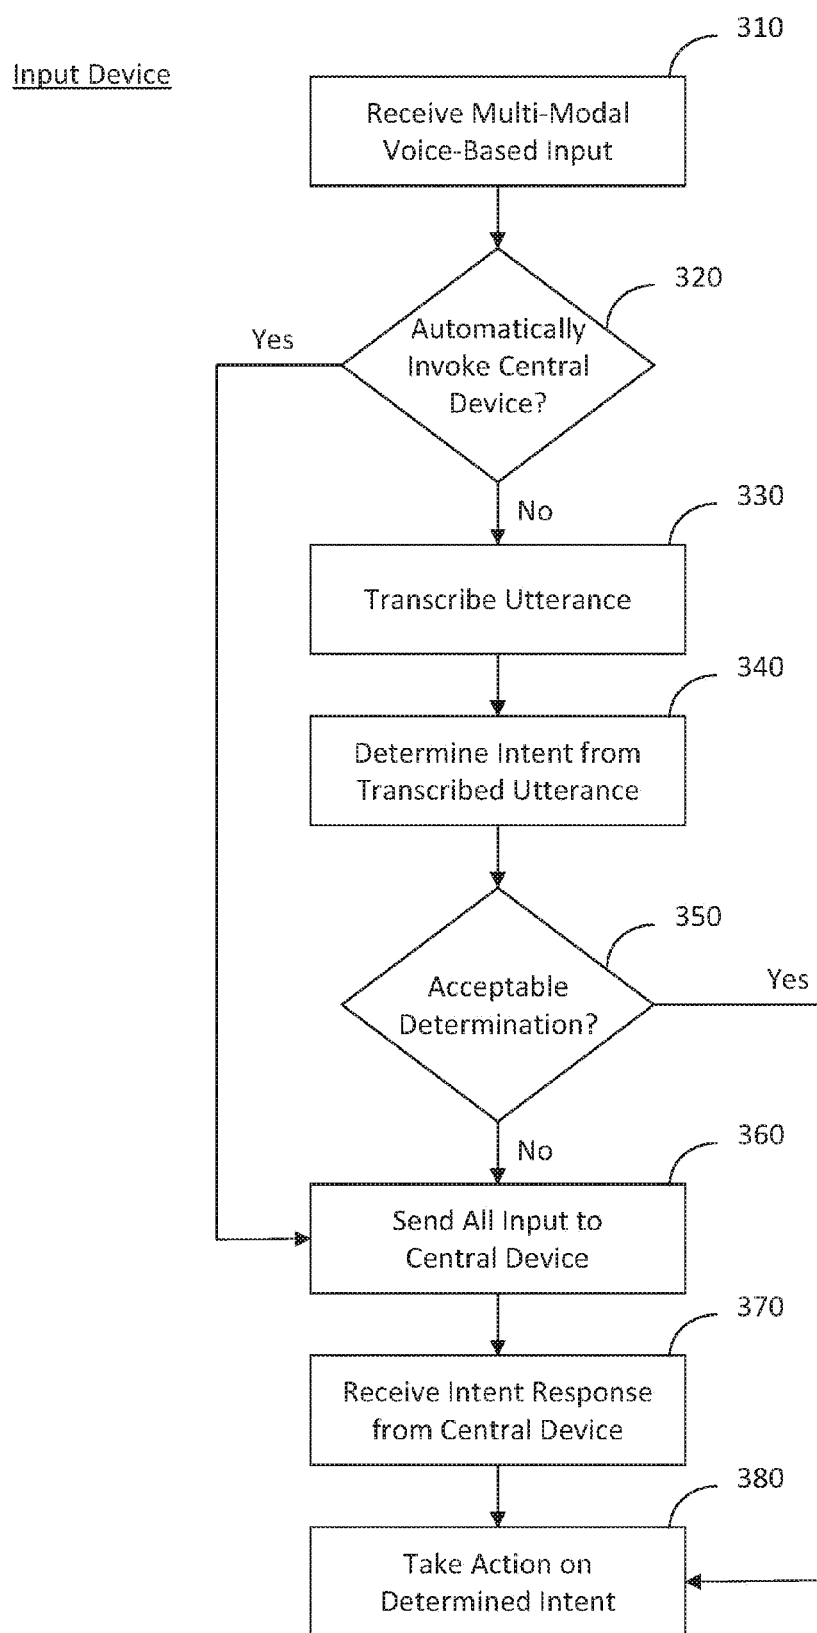 310
Input Device
Receive Multi-Modal
Voice-Based Input
320
Yes
Automatically
Invoke Central
Device?
No
330
Transcribe Utterance
340
Determine Intent from
Transcribed Utterance
350
Yes
Acceptable
Determination?
No
360
Send All Input to
Central Device
370
Receive Intent Response
from Central Device
380
Take Action on
Determined Intent